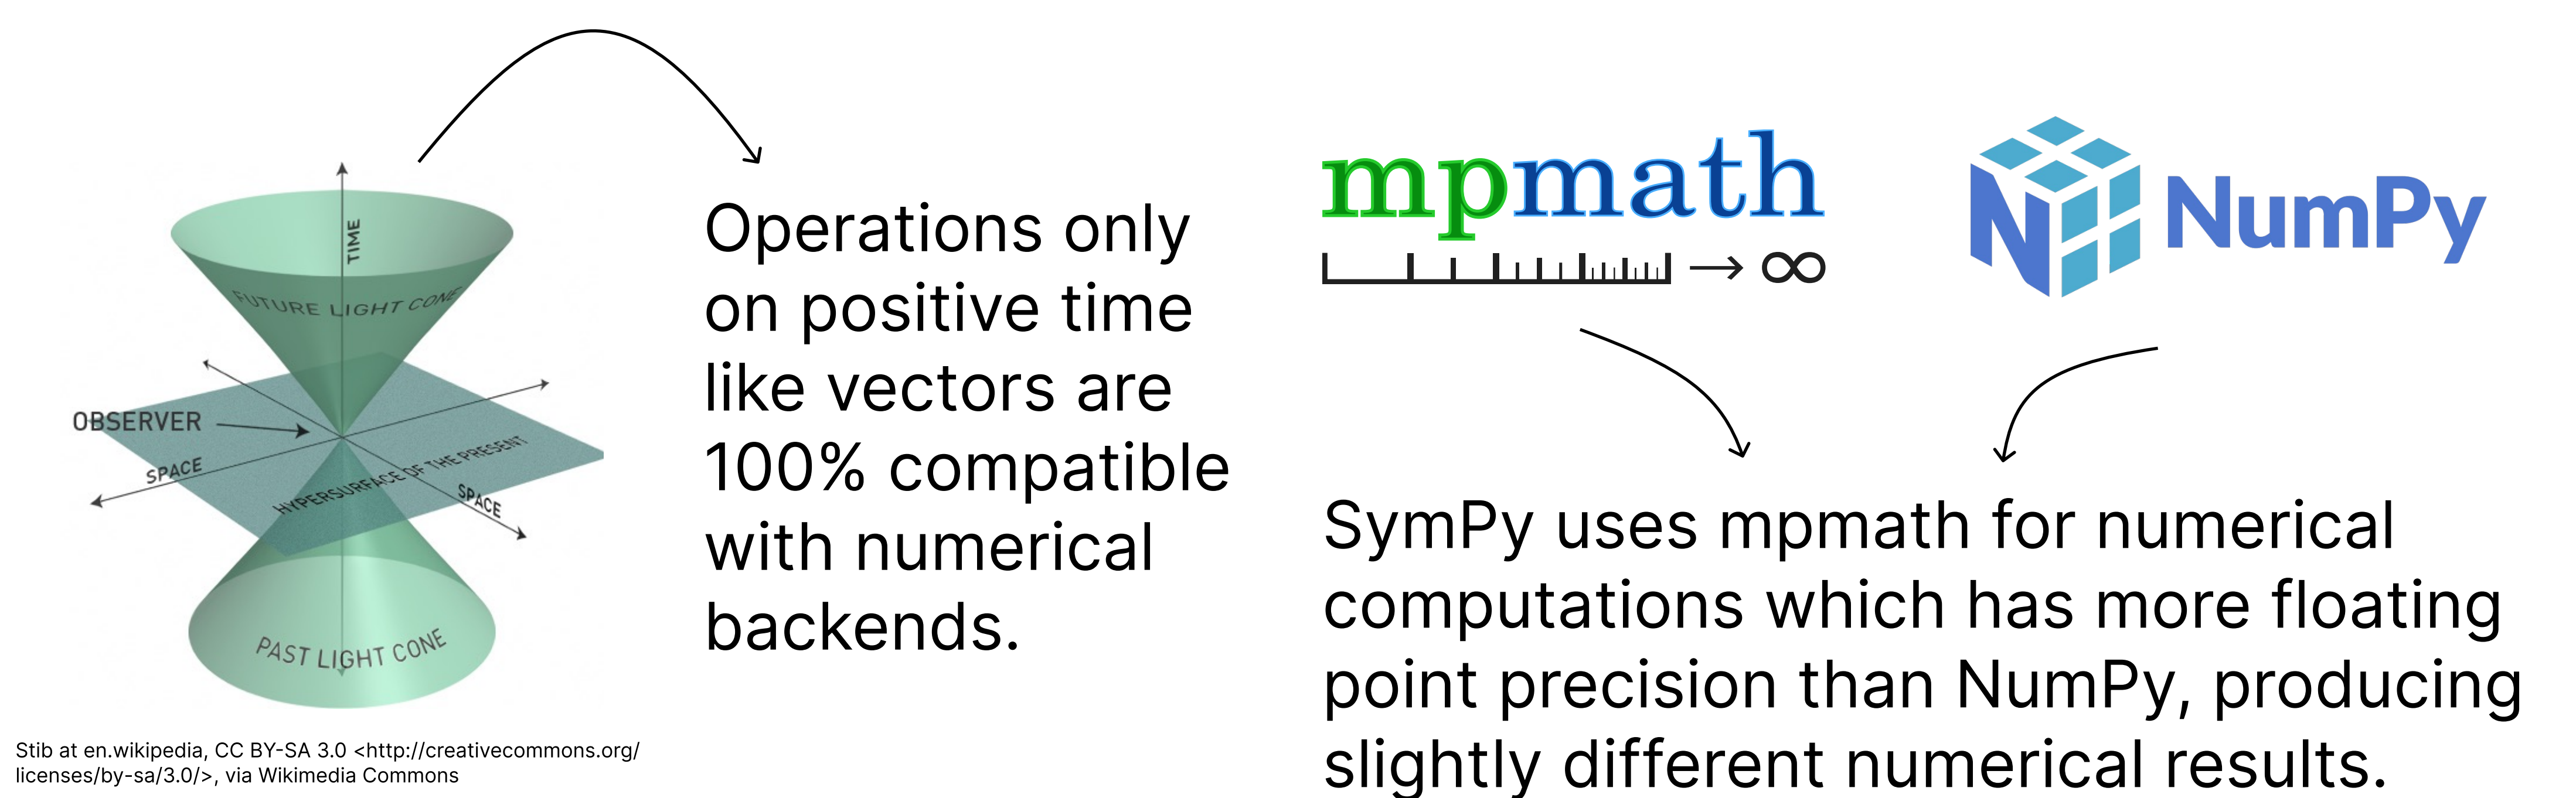 TIME
FUTURE LIGHT CONE
OBSERVER
SPACE
HYPERSURFACE OF THE PRESENT
SPACE
PAST LIGHT CONE
Stib at en.wikipedia, CC BY-SA 3.0 <http://creativecommons.org/
licenses/by-sa/3.0/>, via Wikimedia Commons
Operations only
on positive time
like vectors are
100% compatible
with numerical
backends.
mpmath
→ ∞
NumPy
SymPy uses mpmath for numerical
computations which has more floating
point precision than NumPy, producing
slightly different numerical results.